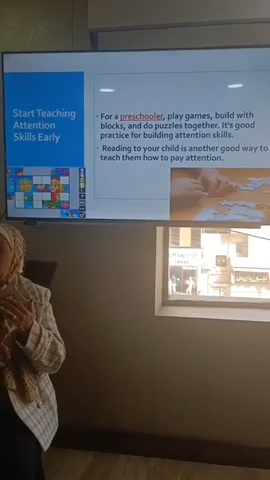 Start Teaching
Attention
Skills Early
• For a preschooler, play games, build with
blocks, and do puzzles together. It's good
practice for building attention skills.
• Reading to your child is another good way to
teach them how to pay attention.